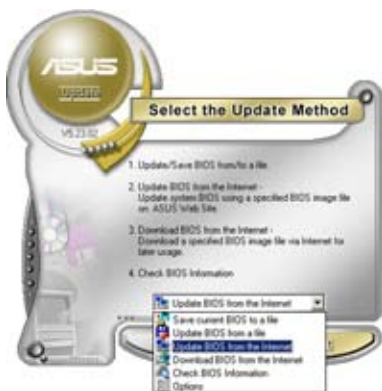 ASUS
Update
V5.23.02
Select the Update Method
1. Update/Save BIOS from/to a file.
2. Update BIOS from the Internet -
Update system BIOS using a specified BIOS image file
on ASUS Web Site.
3. Download BIOS from the Internet -
Download a specified BIOS image file via Internet for
later usage.
4. Check BIOS Information
Update BIOS from the Internet
Save current BIOS to a file
Update BIOS from a file
Update BIOS from the Internet
Download BIOS from the Internet
Check BIOS Information
Options